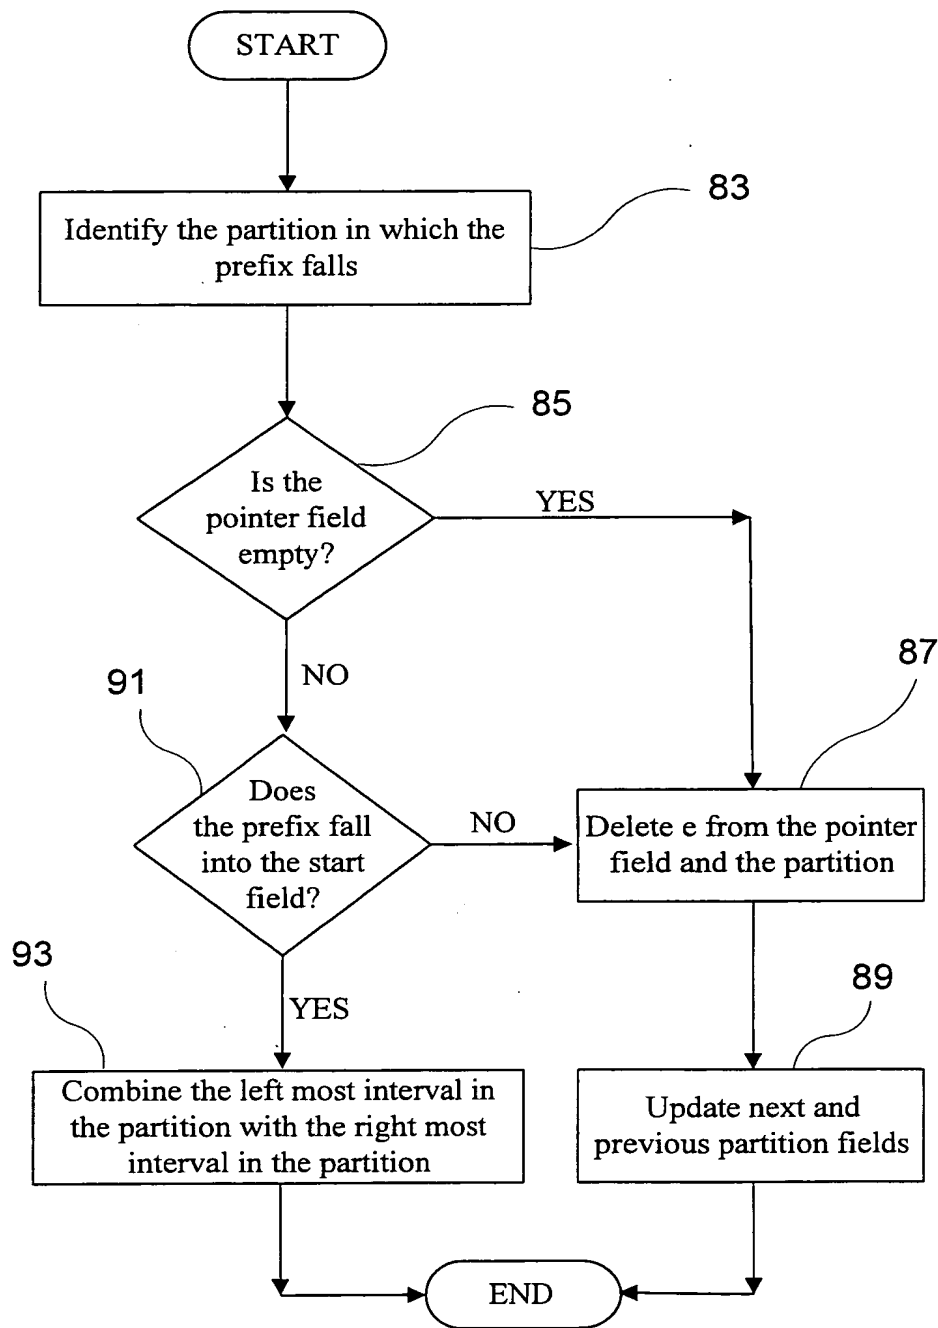 START
83
Identify the partition in which the
prefix falls
85
Is the
pointer field
empty?
YES
NO
87
91
Does
the prefix fall
into the start
field?
NO
Delete e from the pointer
field and the partition
93
YES
89
Combine the left most interval in
the partition with the right most
interval in the partition
Update next and
previous partition fields
END